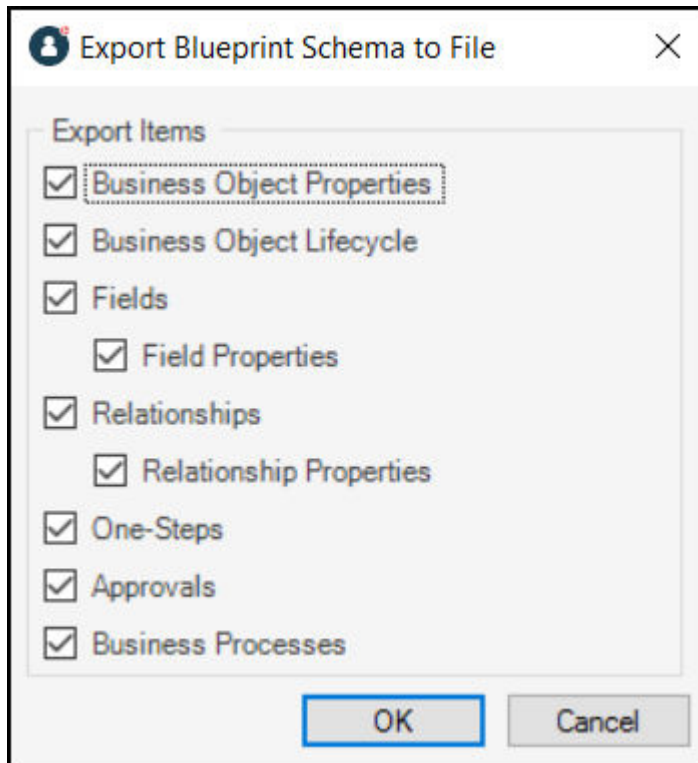 Export Blueprint Schema to File
Export Items
Business Object Properties
Business Object Lifecycle
Fields
Field Properties
Relationships
Relationship Properties
One-Steps
Approvals
Business Processes
OK Cancel